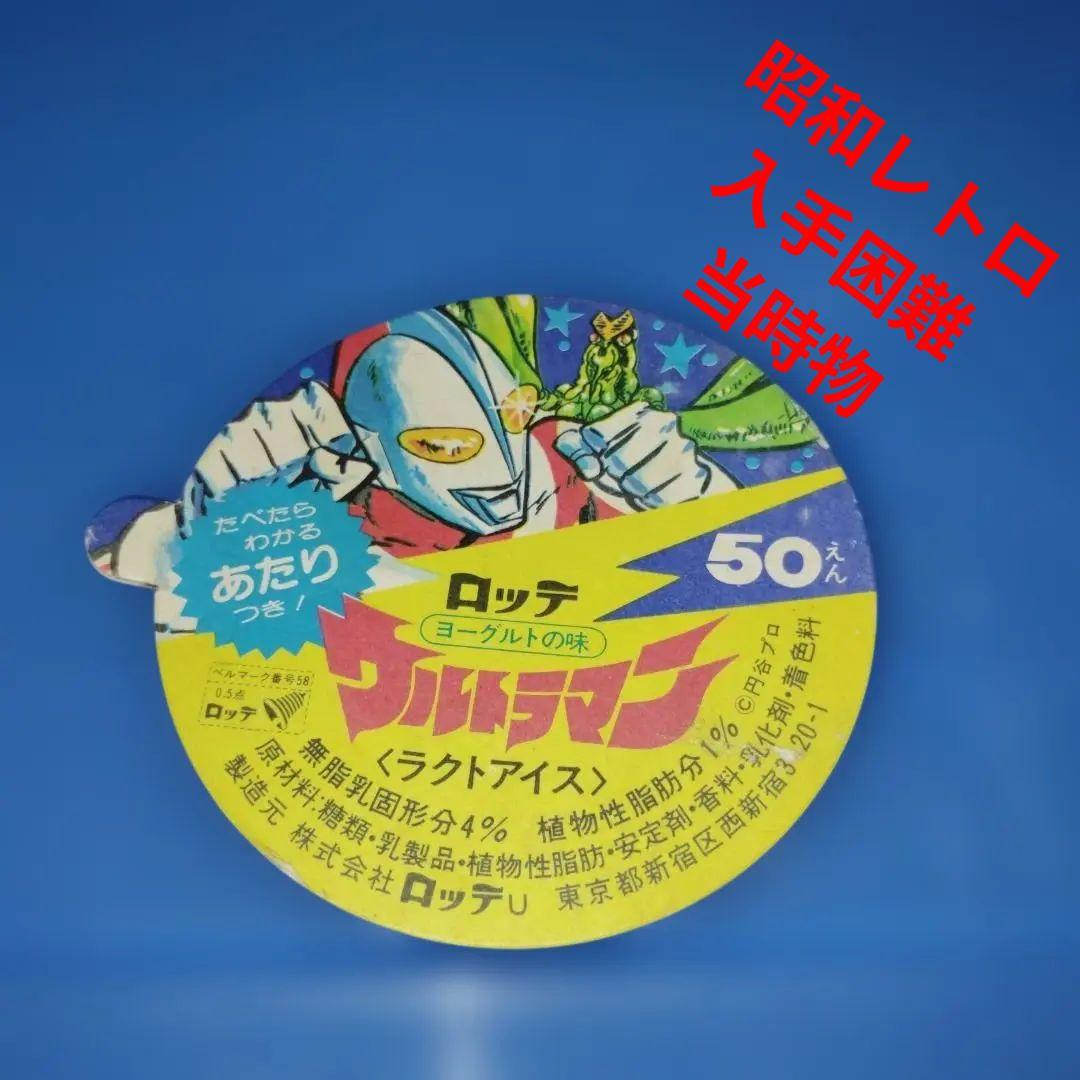 昭和レトロ
入手困難
当時物
たべたら
わかる
あたり
つき!
50えん
ロッテ
ヨーグルトの味
ウルトラマン
〈ラクトアイス〉
ベルマーク番号58
0.5点
ロッテ
©円谷プロ
無脂乳固形分4% 植物性脂肪分1%
原材料:糖類・乳製品・植物性脂肪・安定剤・香料・乳化剤・着色料
製造元 株式会社ロッテU 東京都新宿区西新宿3-20-1